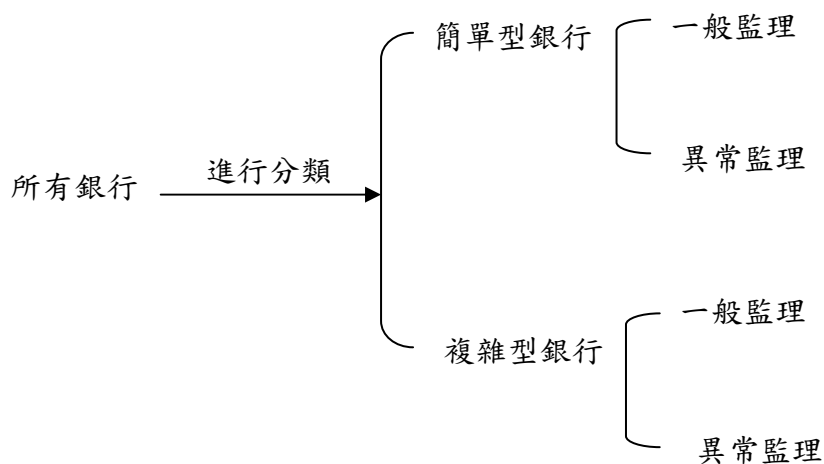 所有銀行
進行分類
簡單型銀行
一般監理
異常監理
複雜型銀行
一般監理
異常監理